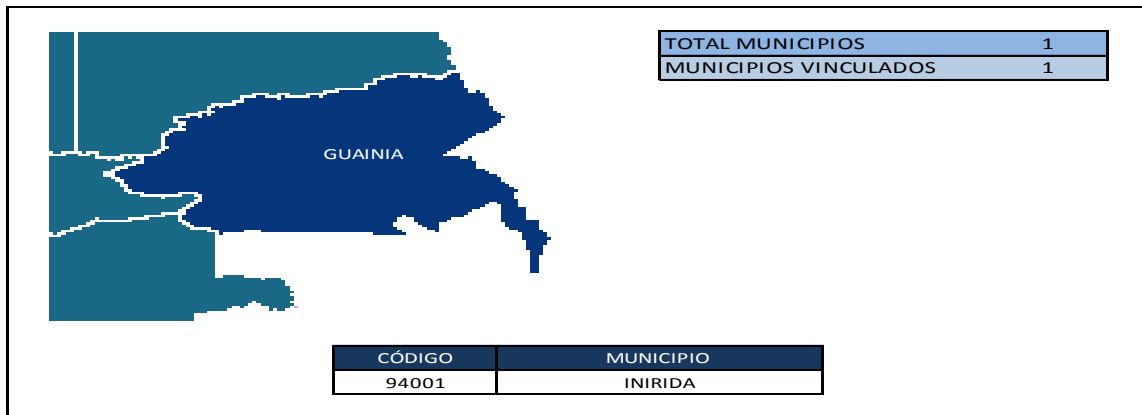 TOTAL MUNICIPIOS 1
MUNICIPIOS VINCULADOS 1
GUAINIA
CÓDIGO MUNICIPIO
94001 INIRIDA